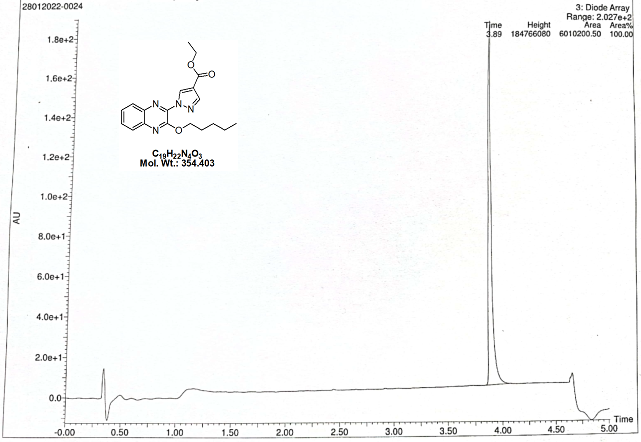 28012022-0024
3: Diode Array
Range: 2.027e+2
Time Height Area Area%
3.89 184766080 6010200.50 100.00
1.8e+2
1.6e+2
1.4e+2
1.2e+2
1.0e+2
8.0e+1
6.0e+1
4.0e+1
2.0e+1
0.0
AU
O
O
N
N
N
N
O
C19H22N4O3
Mol. Wt.: 354.403
-0.00 0.50 1.00 1.50 2.00 2.50 3.00 3.50 4.00 4.50 5.00
Time